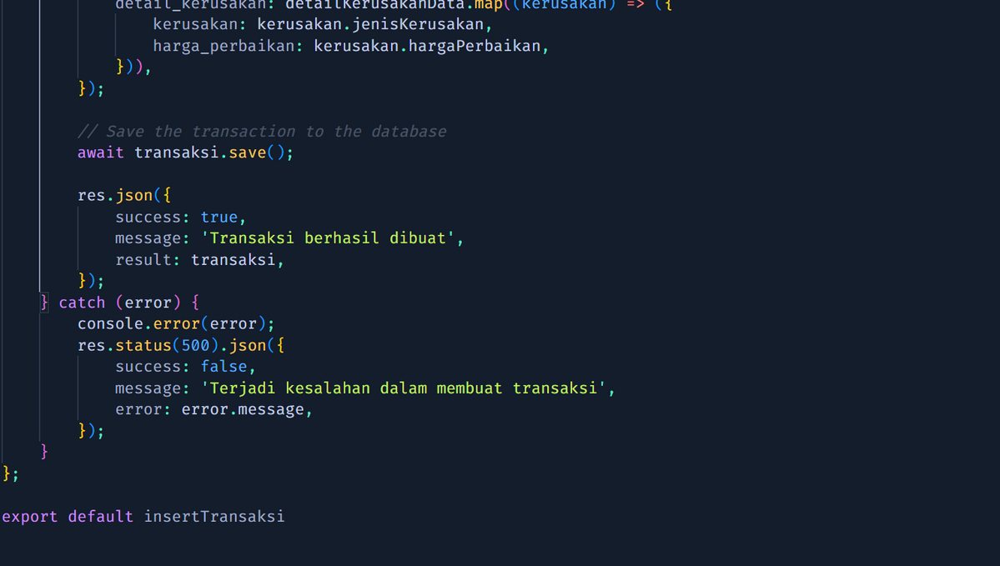 detail_kerusakan: detailKerusakanData.map((kerusakan) => ({
kerusakan: kerusakan.jenisKerusakan,
harga_perbaikan: kerusakan.hargaPerbaikan,
})),
});
// Save the transaction to the database
await transaksi.save();
res.json({
success: true,
message: 'Transaksi berhasil dibuat',
result: transaksi,
});
} catch (error) {
console.error(error);
res.status(500).json({
success: false,
message: 'Terjadi kesalahan dalam membuat transaksi',
error: error.message,
});
}
};
export default insertTransaksi